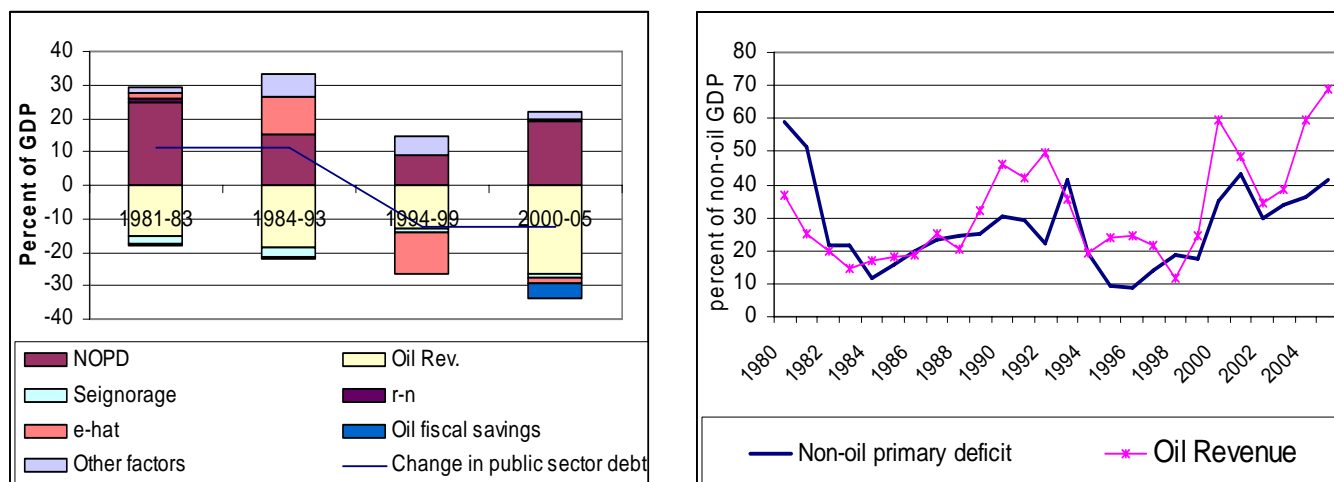 Percent of GDP
40
30
20
10
0
-10
-20
-30
-40
1981-83 1984-93 1994-99 2000-05
NOPD Oil Rev.
Seignorage r-n
e-hat Oil fiscal savings
Other factors Change in public sector debt
percent of non-oil GDP
80
70
60
50
40
30
20
10
0
1980 1982 1984 1986 1988 1990 1992 1994 1996 1998 2000 2002 2004
Non-oil primary deficit Oil Revenue